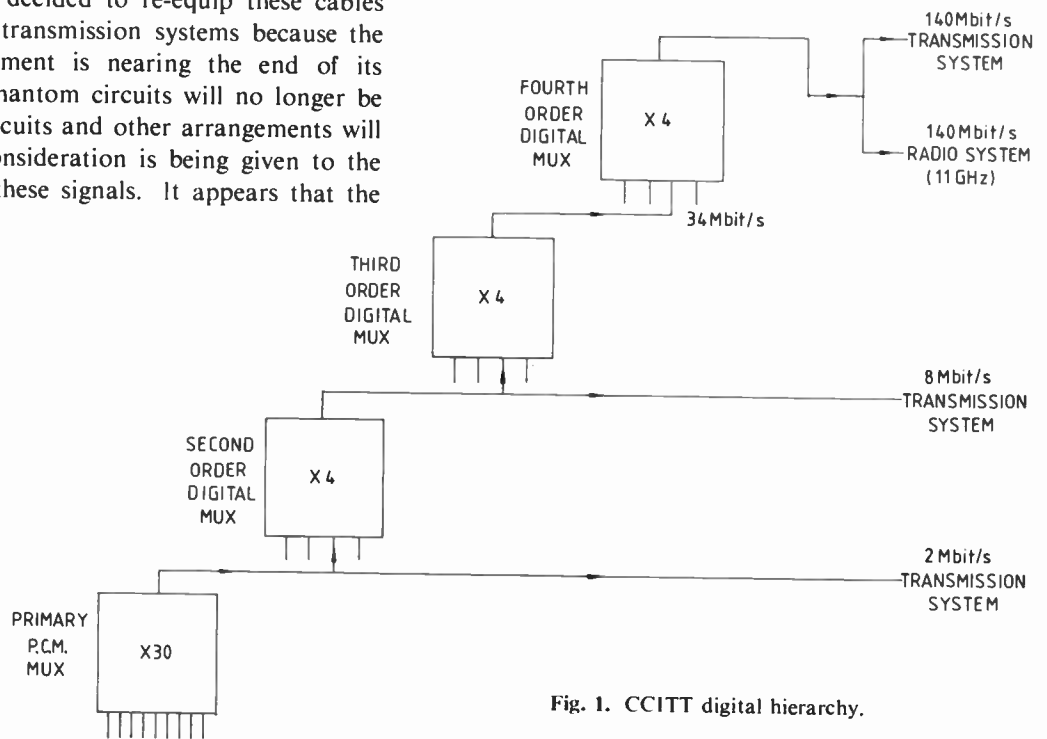 decided to re-equip these cables
transmission systems because the
ment is nearing the end of its
hantom circuits will no longer be
cuits and other arrangements will
onsideration is being given to the
these signals. It appears that the
140Mbit/s
TRANSMISSION
SYSTEM
FOURTH
ORDER
DIGITAL
MUX
X 4
140Mbit/s
RADIO SYSTEM
(11GHz)
34Mbit/s
THIRD
ORDER
DIGITAL
MUX
X 4
8Mbit/s
TRANSMISSION
SYSTEM
SECOND
ORDER
DIGITAL
MUX
X 4
2Mbit/s
TRANSMISSION
SYSTEM
PRIMARY
P.C.M.
MUX
X30
Fig. 1. CCITT digital hierarchy.